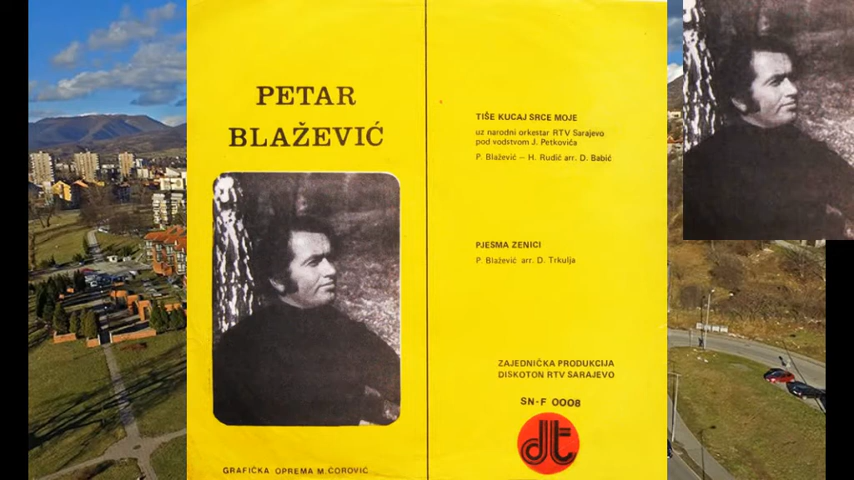 PETAR
BLAŽEVIĆ
GRAFIČKA OPREMA M. ĆOROVIĆ
TIŠE KUCAJ SRCE MOJE
uz narodni orkestar RTV Sarajevo
pod vodstvom J. Petkovića
P. Blažević — H. Rudić arr. D. Babić
PJESMA ZENICI
P. Blažević arr. D. Trkulja
ZAJEDNIČKA PRODUKCIJA
DISKOTON RTV SARAJEVO
SN-F 0008
dt